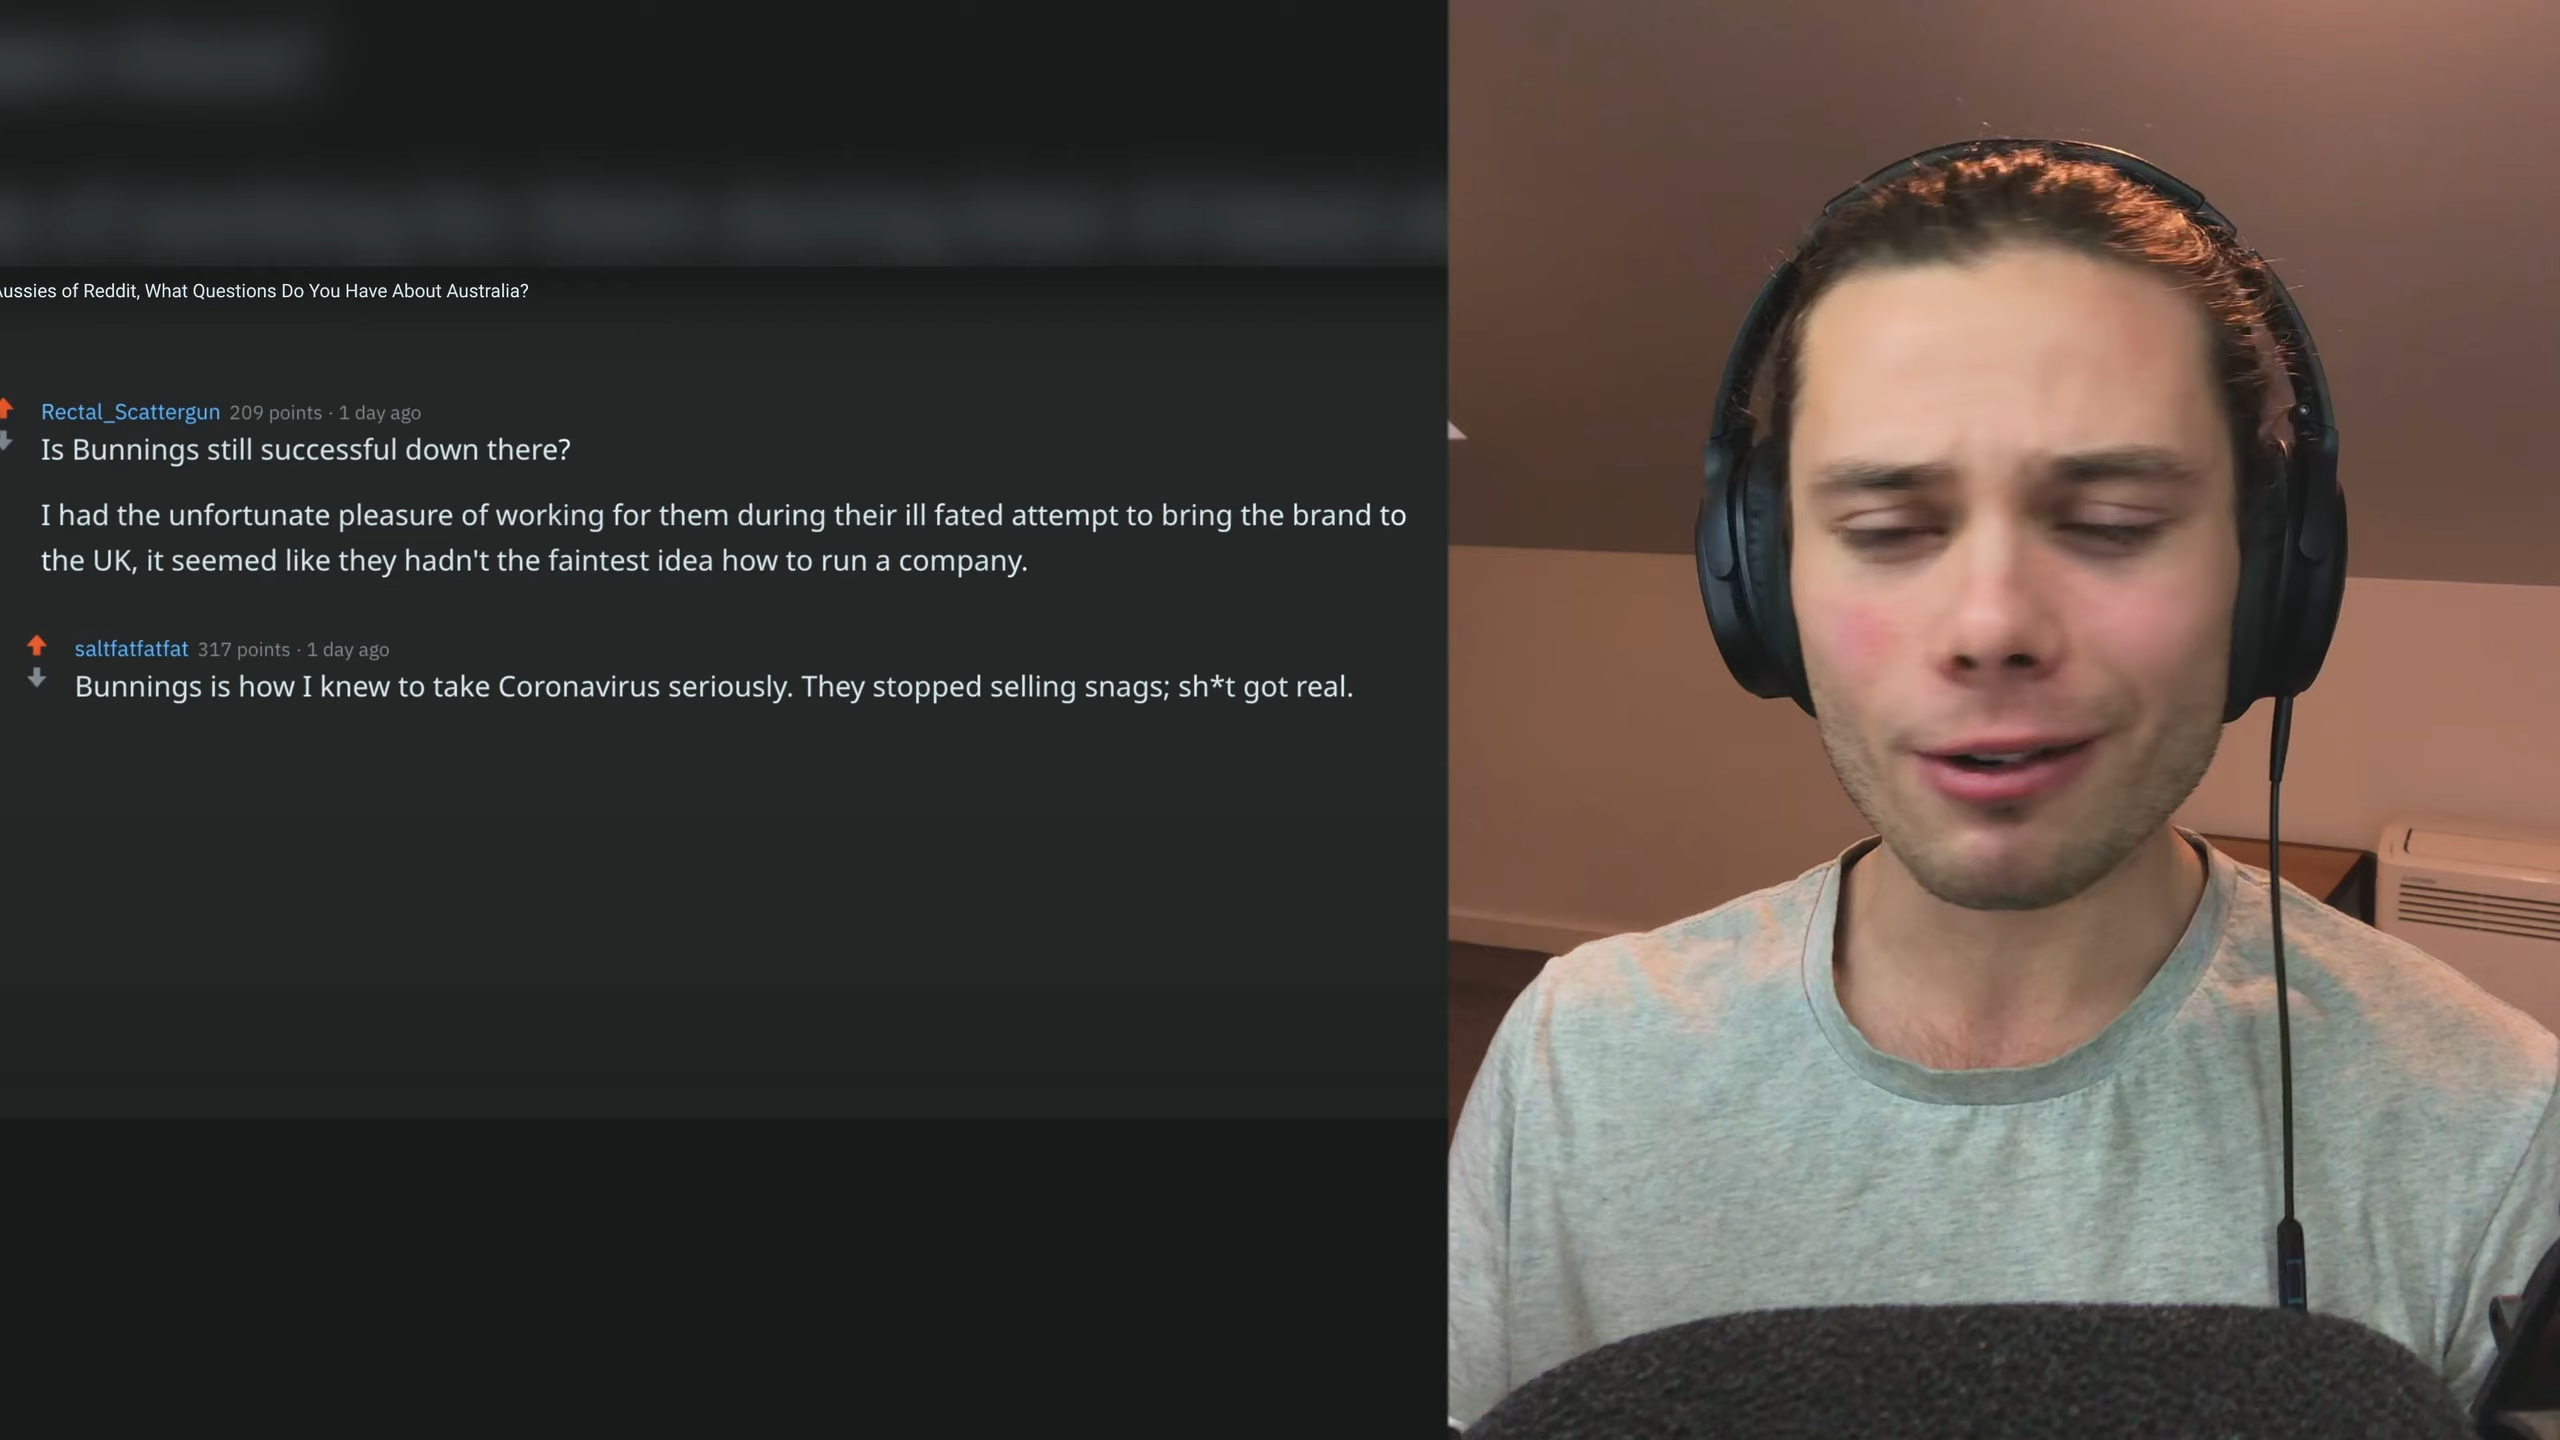 Aussies of Reddit, What Questions Do You Have About Australia?
Rectal_Scattergun 209 points · 1 day ago
Is Bunnings still successful down there?
I had the unfortunate pleasure of working for them during their ill fated attempt to bring the brand to
the UK, it seemed like they hadn't the faintest idea how to run a company.
saltfatfatfat 317 points · 1 day ago
Bunnings is how I knew to take Coronavirus seriously. They stopped selling snags; sh*t got real.